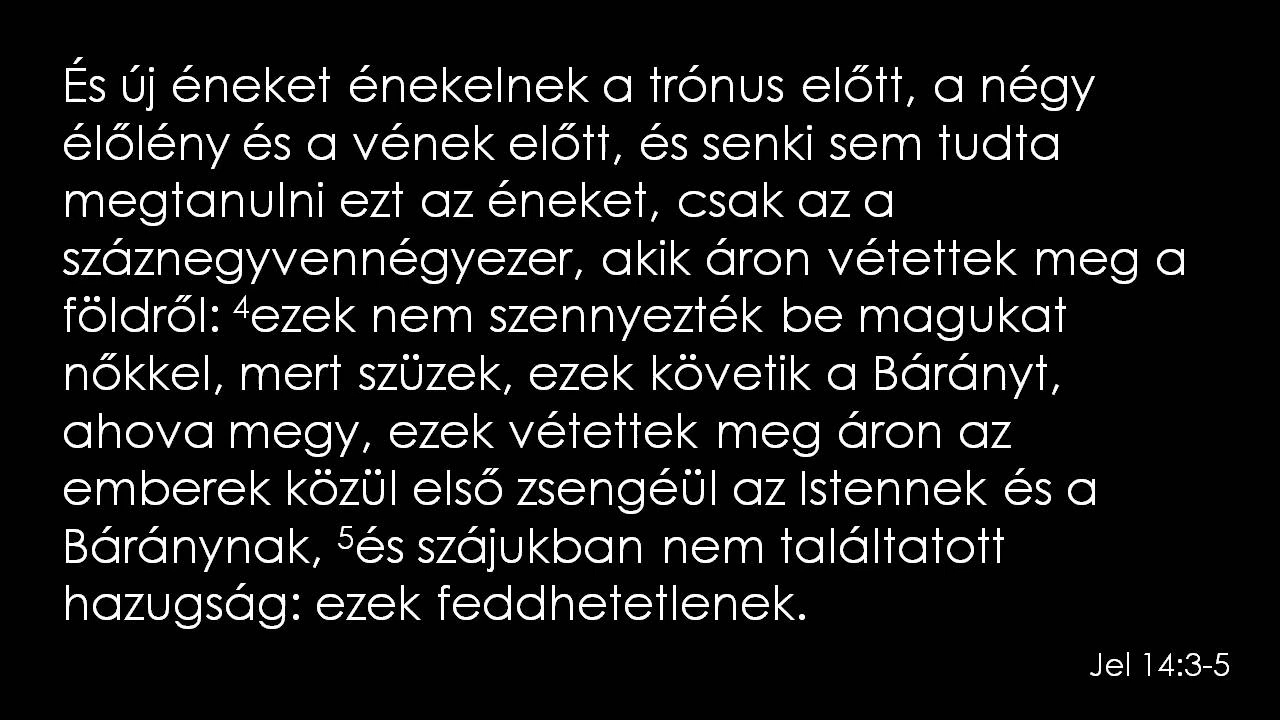 És új éneket énekelnek a trónus előtt, a négy
élőlény és a vének előtt, és senki sem tudta
megtanulni ezt az éneket, csak az a
száznegyvennégyezer, akik áron vétettek meg a
földről: ⁴ezek nem szennyezték be magukat
nőkkel, mert szüzek, ezek követik a Bárányt,
ahova megy, ezek vétettek meg áron az
emberek közül első zsengéül az Istennek és a
Báránynak, ⁵és szájukban nem találtatott
hazugság: ezek feddhetetlenek.
Jel 14:3-5